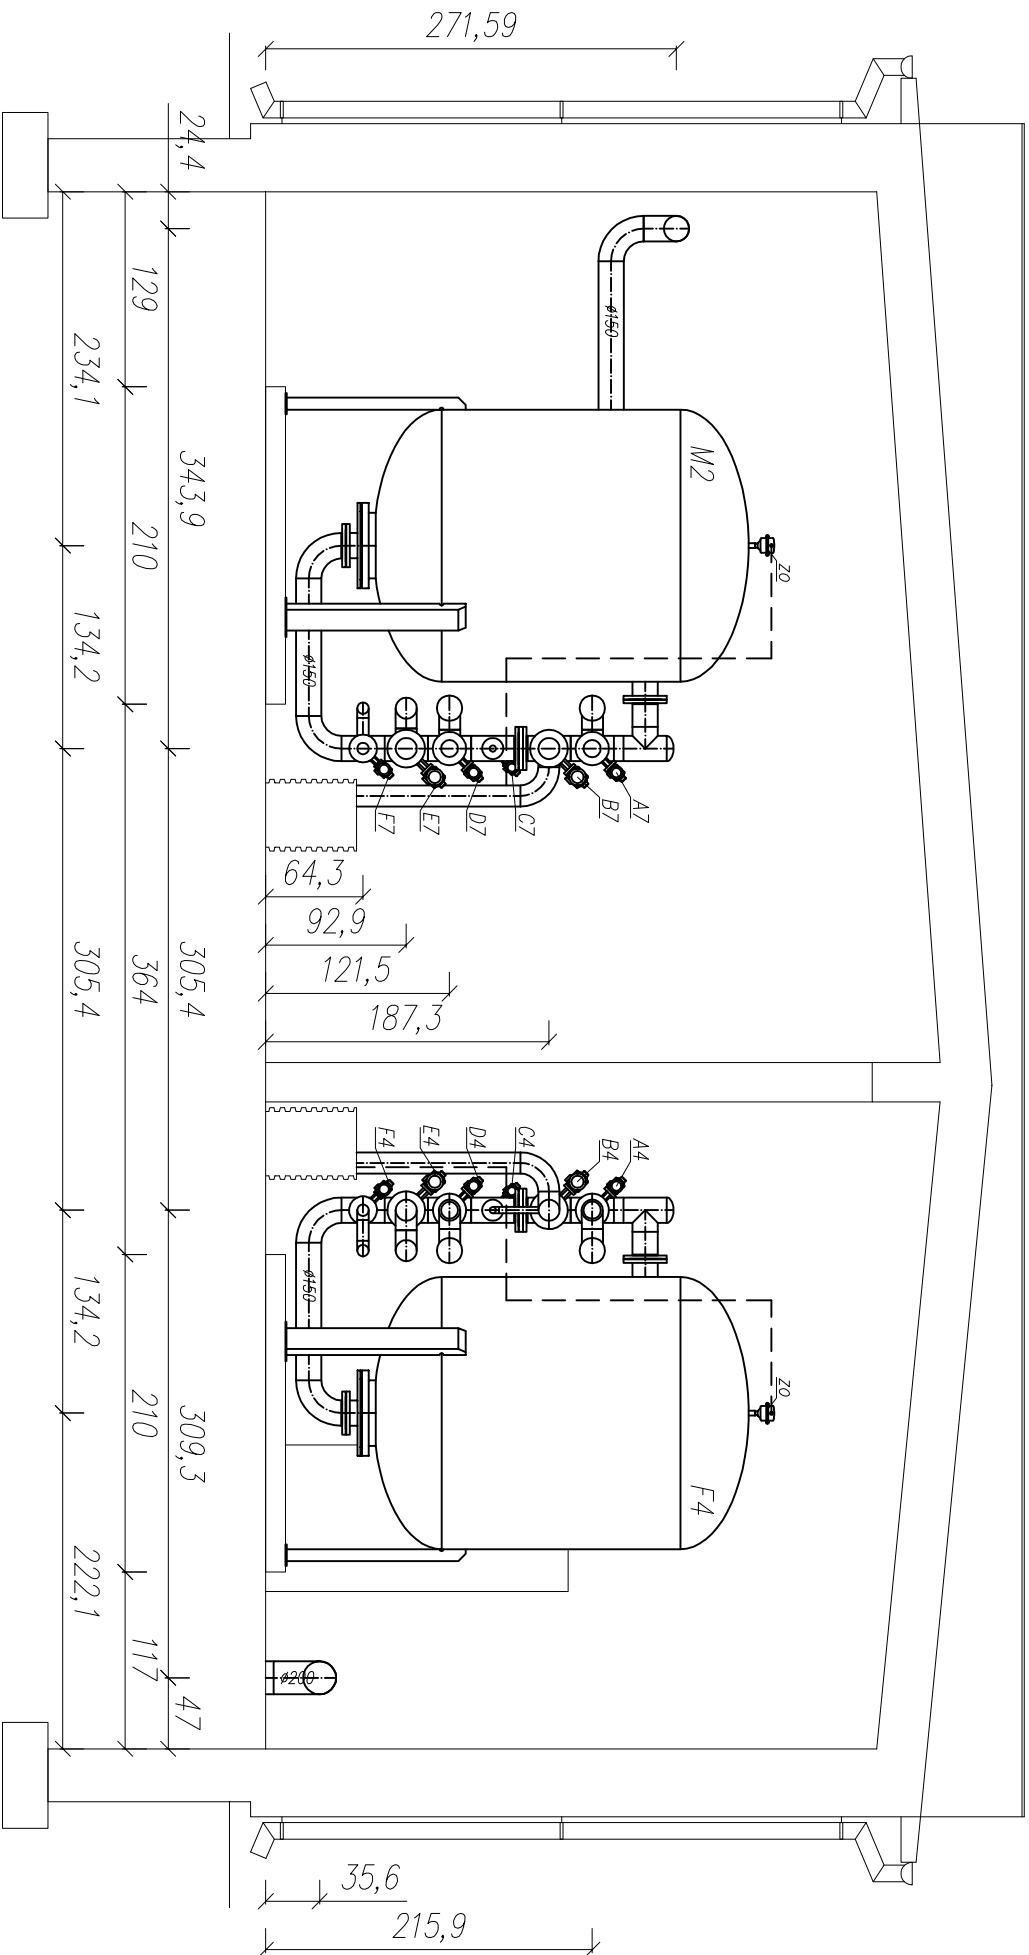 271,59
24,4
129
234,1
343,9
210
134,2
305,4
364
305,4
134,2
210
309,3
222,1
117
47
ø150
M2
ZO
ø150
A7
B7
C7
D7
E7
F7
64,3
92,9
121,5
187,3
A4
B4
C4
D4
E4
F4
ø150
ZO
F4
ø200
35,6
215,9